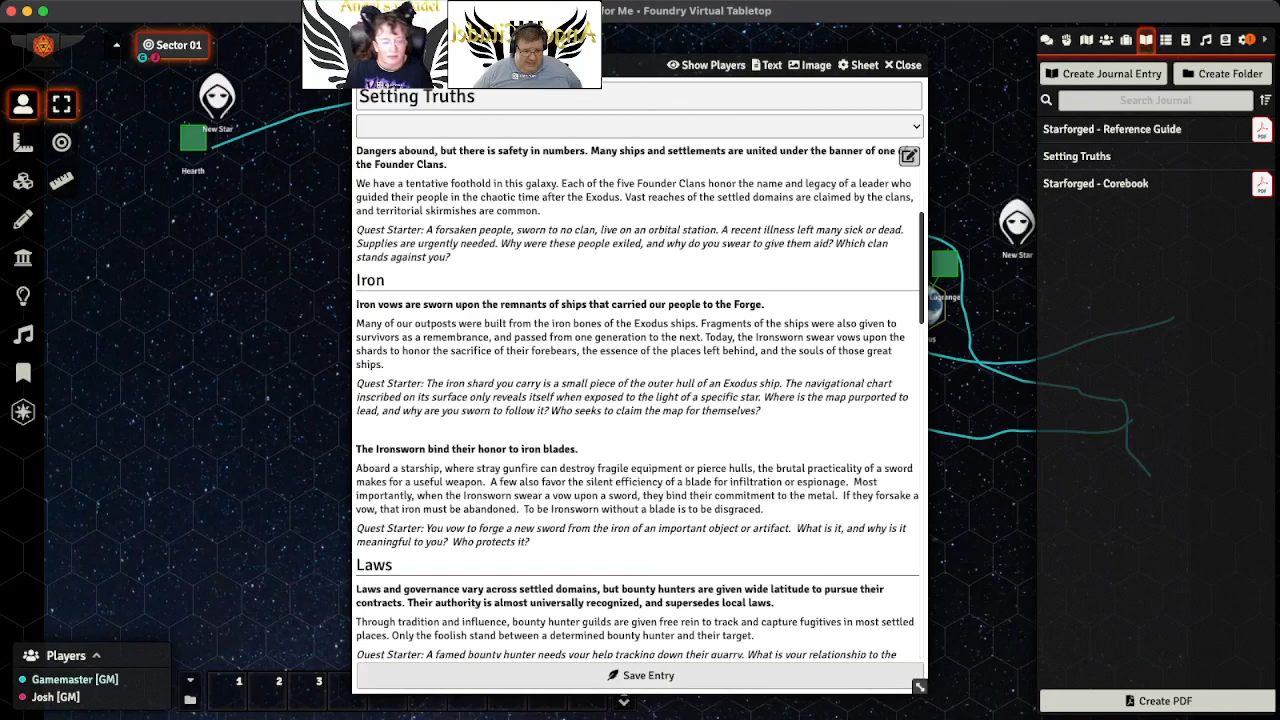 for Me • Foundry Virtual Tabletop
Sector 01
G J
Show Players Text Image Sheet Close
Create Journal Entry Create Folder
Search Journal
Starforged - Reference Guide
PDF
Setting Truths
Starforged - Corebook
PDF
New Star
Hearth
New Star
Lagrange
Setting Truths
Dangers abound, but there is safety in numbers. Many ships and settlements are united under the banner of one
the Founder Clans.
We have a tentative foothold in this galaxy. Each of the five Founder Clans honor the name and legacy of a leader who
guided their people in the chaotic time after the Exodus. Vast reaches of the settled domains are claimed by the clans,
and territorial skirmishes are common.
Quest Starter: A forsaken people, sworn to no clan, live on an orbital station. A recent illness left many sick or dead.
Supplies are urgently needed. Why were these people exiled, and why do you swear to give them aid? Which clan
stands against you?
Iron
Iron vows are sworn upon the remnants of ships that carried our people to the Forge.
Many of our outposts were built from the iron bones of the Exodus ships. Fragments of the ships were also given to
survivors as a remembrance, and passed from one generation to the next. Today, the Ironsworn swear vows upon the
shards to honor the sacrifice of their forebears, the essence of the places left behind, and the souls of those great
ships.
Quest Starter: The iron shard you carry is a small piece of the outer hull of an Exodus ship. The navigational chart
inscribed on its surface only reveals itself when exposed to the light of a specific star. Where is the map purported to
lead, and why are you sworn to follow it? Who seeks to claim the map for themselves?
The Ironsworn bind their honor to iron blades.
Aboard a starship, where stray gunfire can destroy fragile equipment or pierce hulls, the brutal practicality of a sword
makes for a useful weapon. A few also favor the silent efficiency of a blade for infiltration or espionage. Most
importantly, when the Ironsworn swear a vow upon a sword, they bind their commitment to the metal. If they forsake a
vow, that iron must be abandoned. To be Ironsworn without a blade is to be disgraced.
Quest Starter: You vow to forge a new sword from the iron of an important object or artifact. What is it, and why is it
meaningful to you? Who protects it?
Laws
Laws and governance vary across settled domains, but bounty hunters are given wide latitude to pursue their
contracts. Their authority is almost universally recognized, and supersedes local laws.
Through tradition and influence, bounty hunter guilds are given free rein to track and capture fugitives in most settled
places. Only the foolish stand between a determined bounty hunter and their target.
Quest Starter: A famed bounty hunter needs your help tracking down their quarry. What is your relationship to the
Save Entry
Players
Gamemaster [GM]
Josh [GM]
1 2 3
Create PDF